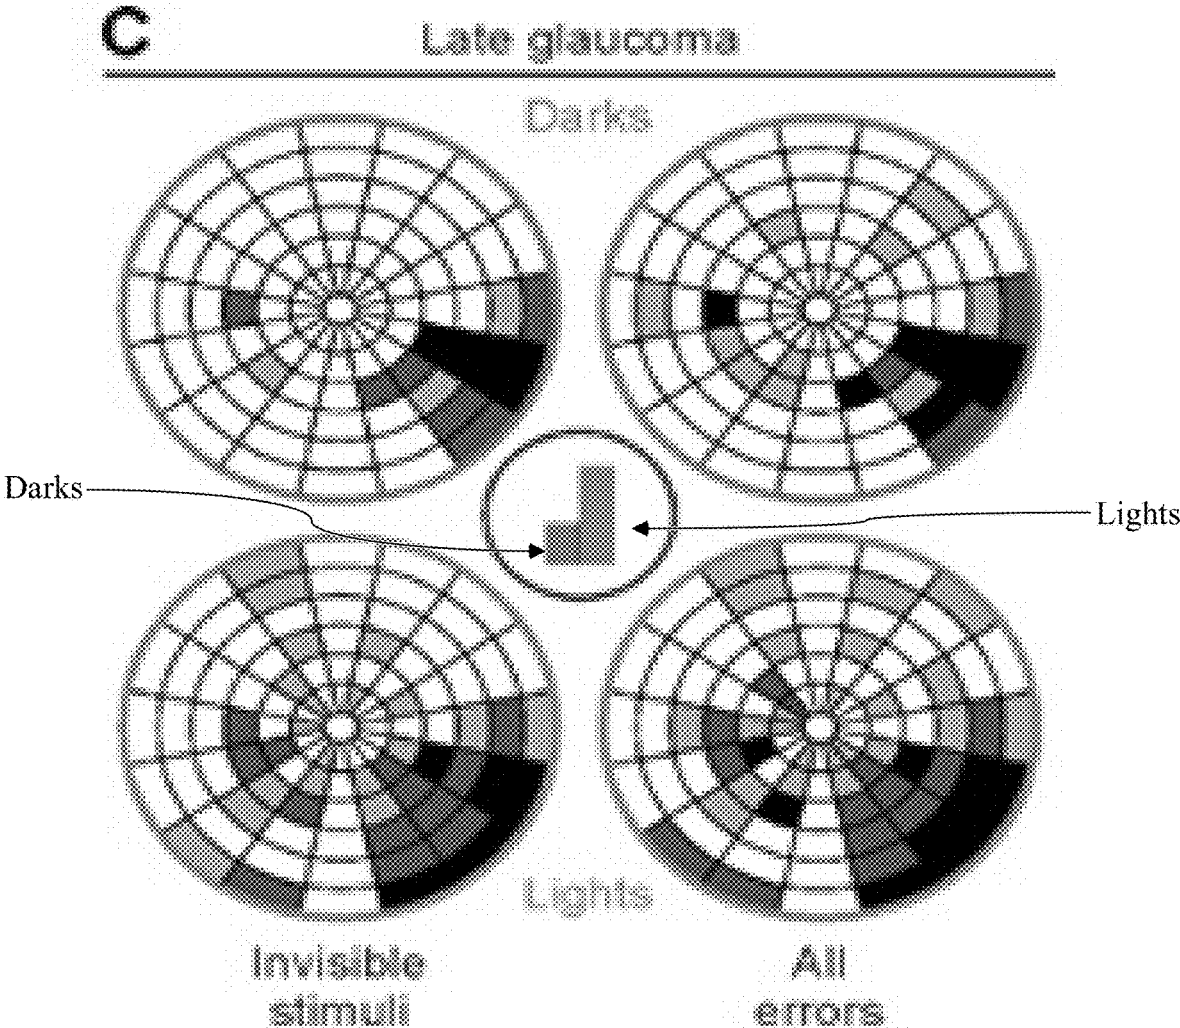 C
Late glaucoma
Darks
Darks
Lights
Lights
Invisible
stimuli
All
errors